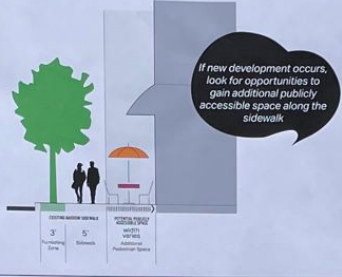 If new development occurs,
look for opportunities to
gain additional publicly
accessible space along the
sidewalk
EXISTING NARROW SIDEWALK
POTENTIAL PUBLICLY
ACCESSIBLE SPACE
3'
Furnishing
Zone
5'
Sidewalk
width
varies
Additional
Pedestrian Space